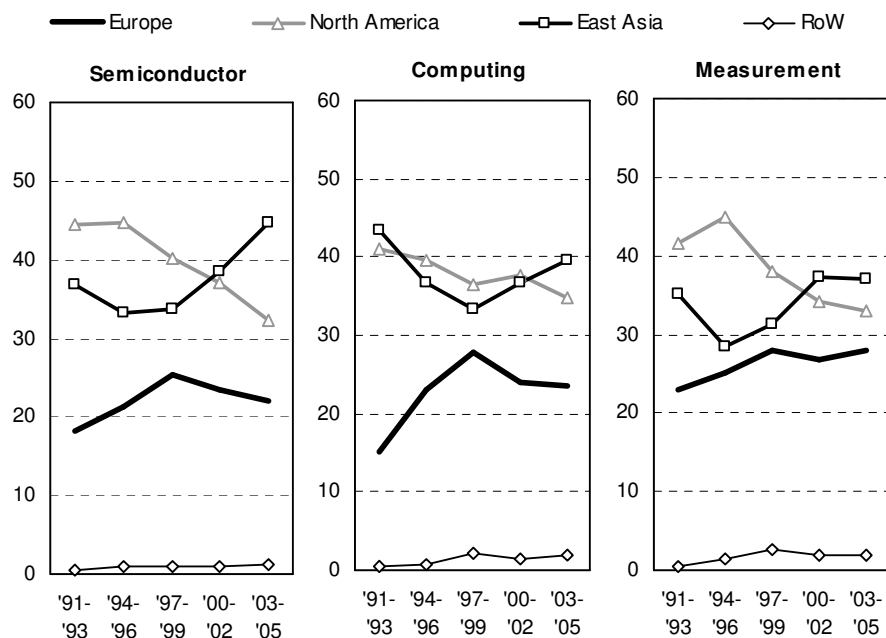 Europe North America East Asia RoW
Semiconductor Computing Measurement
60 60 60
50 50 50
40 40 40
30 30 30
20 20 20
10 10 10
0 0 0
'91- '94- '97- '00- '03- '91- '94- '97- '00- '03- '91- '94- '97- '00- '03-
'93 '96 '99 '02 '05 '93 '96 '99 '02 '05 '93 '96 '99 '02 '05